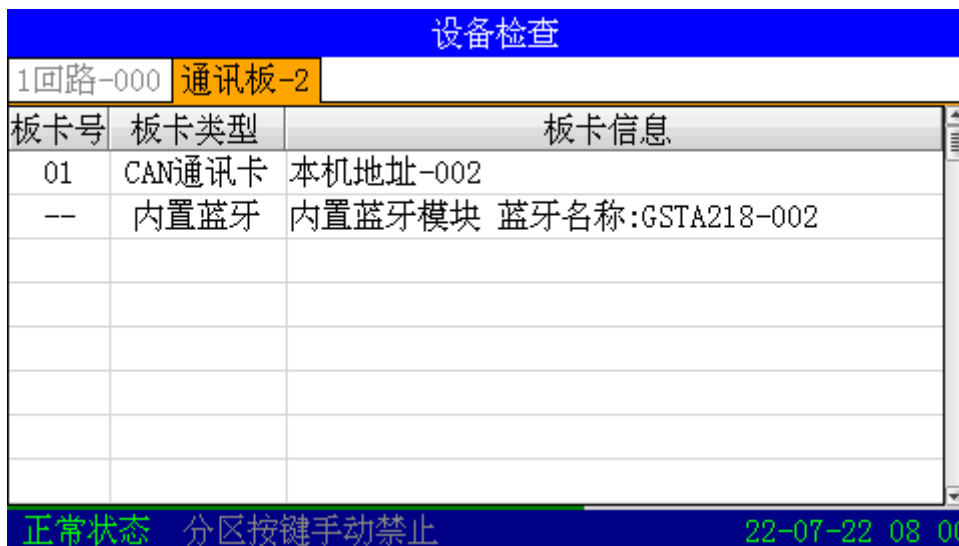 设备检查
1回路-000 通讯板-2
板卡号 板卡类型 板卡信息
01 CAN通讯卡 本机地址-002
-- 内置蓝牙 内置蓝牙模块 蓝牙名称:GSTA218-002
正常状态 分区按键手动禁止 22-07-22 08